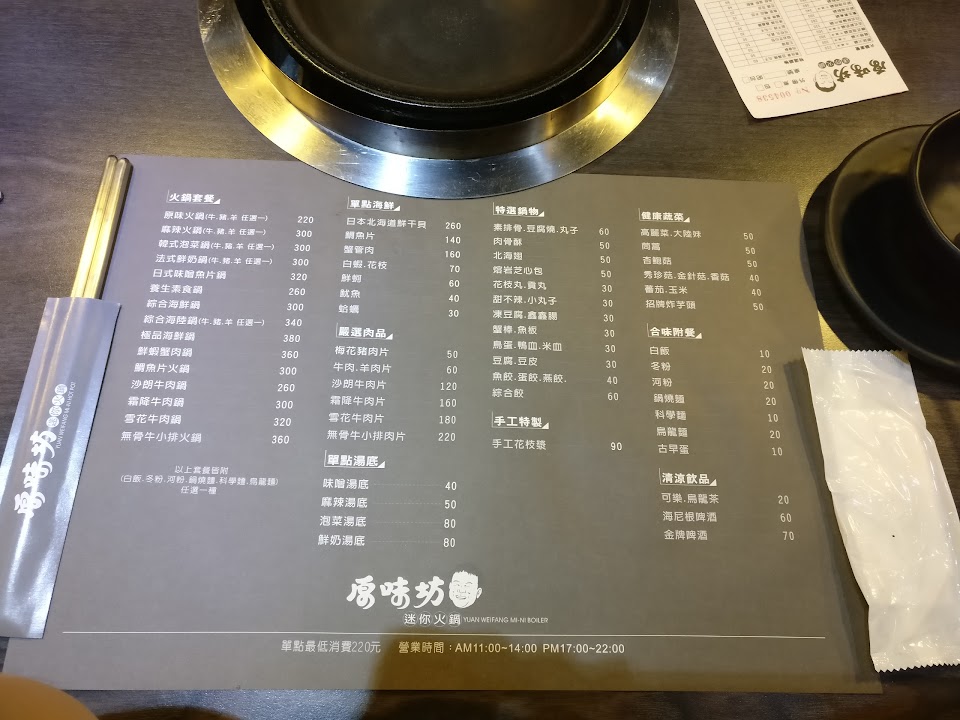 火鍋套餐
原味火鍋(牛.豬.羊 任選一) 220
麻辣火鍋(牛.豬.羊 任選一) 300
韓式泡菜鍋(牛.豬.羊 任選一) 300
法式鮮奶鍋(牛.豬.羊 任選一) 300
日式味噌魚片鍋 320
養生素食鍋 260
綜合海鮮鍋 300
綜合海陸鍋(牛.豬.羊 任選一) 340
極品海鮮鍋 380
鮮蝦蟹肉鍋 360
鯛魚片火鍋 300
沙朗牛肉鍋 260
霜降牛肉鍋 300
雪花牛肉鍋 320
無骨牛小排火鍋 360
以上套餐皆附
(白飯.冬粉.河粉.鍋燒麵.科學麵.烏龍麵)
任選一種
單點海鮮
日本北海道鮮干貝 260
鯛魚片 140
蟹管肉 160
白蝦.花枝 70
鮮蚵 60
魷魚 40
蛤蠣 30
嚴選肉品
梅花豬肉片 50
牛肉.羊肉片 60
沙朗牛肉片 120
霜降牛肉片 160
雪花牛肉片 180
無骨牛小排肉片 220
單點湯底
味噌湯底 40
麻辣湯底 50
泡菜湯底 80
鮮奶湯底 80
特選鍋物
素排骨.豆腐燒.丸子 60
肉骨酥 50
北海翅 50
熔岩芝心包 50
花枝丸.貢丸 30
甜不辣.小丸子 30
凍豆腐.鑫鑫腸 30
蟹棒.魚板 30
鳥蛋.鴨血.米血 30
豆腐.豆皮 30
魚餃.蛋餃.燕餃. 40
綜合餃 60
手工特製
手工花枝漿 90
健康蔬菜
高麗菜.大陸妹 50
茼萵 50
杏鮑菇 50
秀珍菇.金針菇.香菇 40
蕃茄.玉米 40
招牌炸芋頭 50
合味附餐
白飯 10
冬粉 20
河粉 20
鍋燒麵 20
科學麵 10
烏龍麵 20
古早蛋 10
清涼飲品
可樂.烏龍茶 20
海尼根啤酒 60
金牌啤酒 70
原味坊
迷你火鍋 YUAN WEIFANG MI-NI BOILER
單點最低消費220元 營業時間：AM11:00~14:00 PM17:00~22:00
原味坊
原味坊
Nº 004538